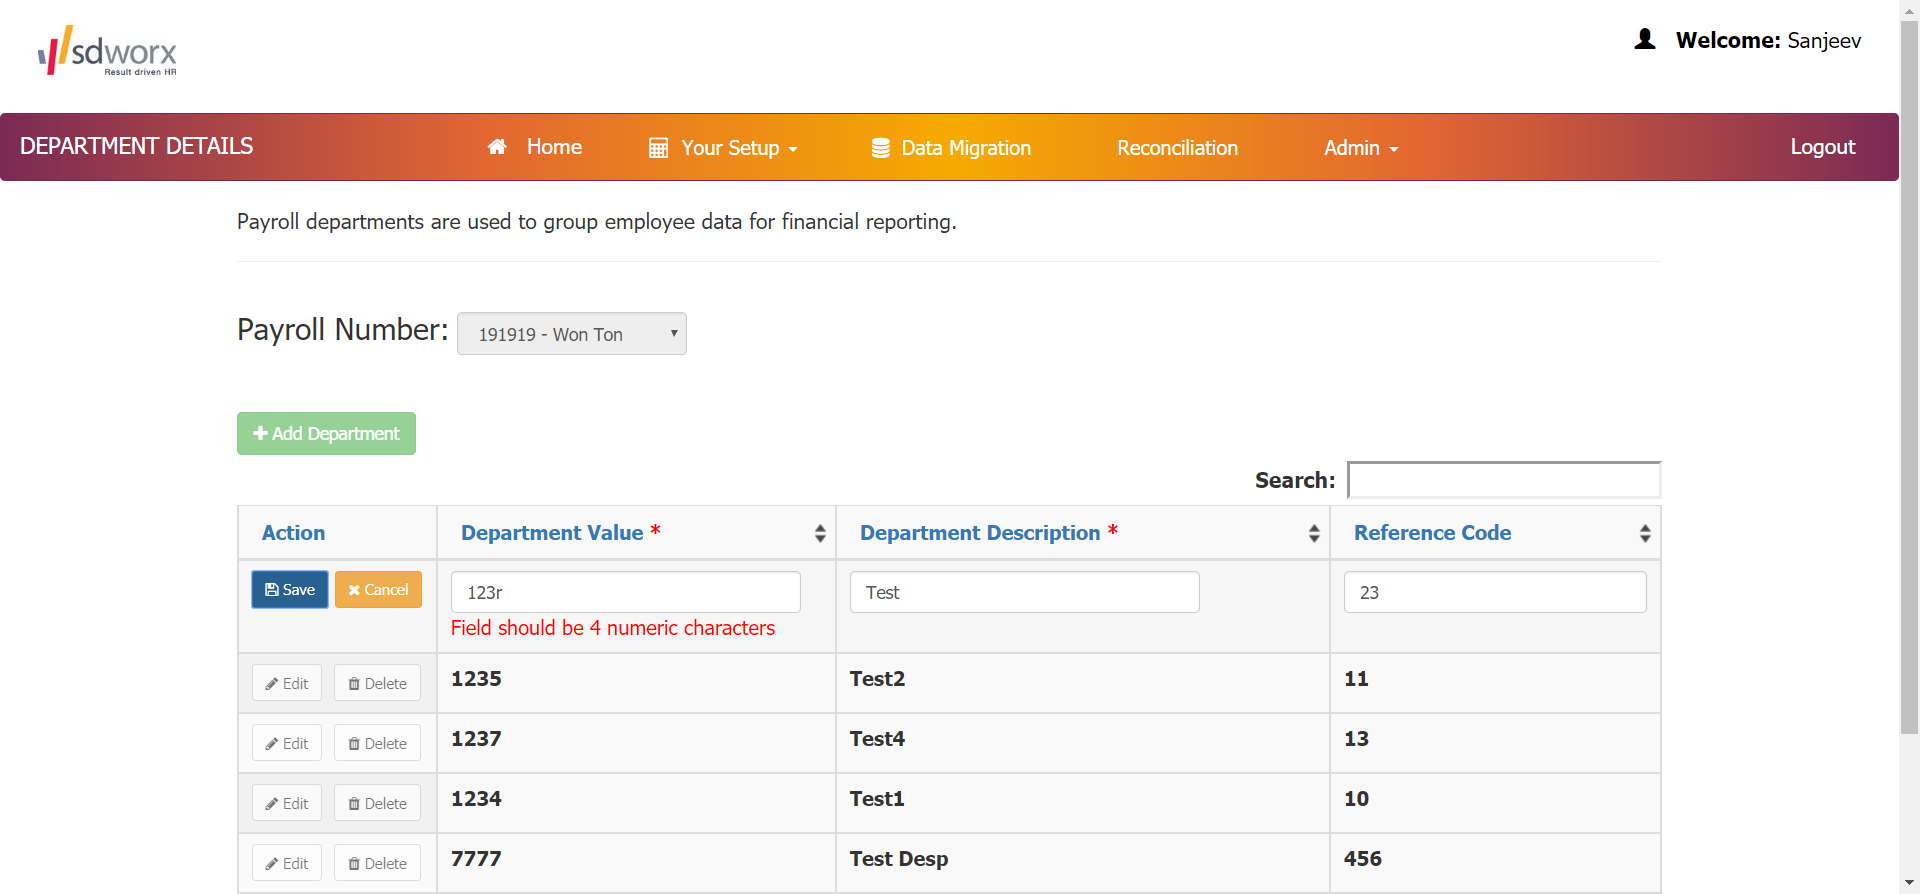 sdworx
Result driven HR
Welcome: Sanjeev
DEPARTMENT DETAILS Home Your Setup Data Migration Reconciliation Admin Logout
Payroll departments are used to group employee data for financial reporting.
Payroll Number: 191919 - Won Ton
Add Department
Search:
Action Department Value * Department Description * Reference Code
Save Cancel 123r Test 23
Field should be 4 numeric characters
Edit Delete 1235 Test2 11
Edit Delete 1237 Test4 13
Edit Delete 1234 Test1 10
Edit Delete 7777 Test Desp 456